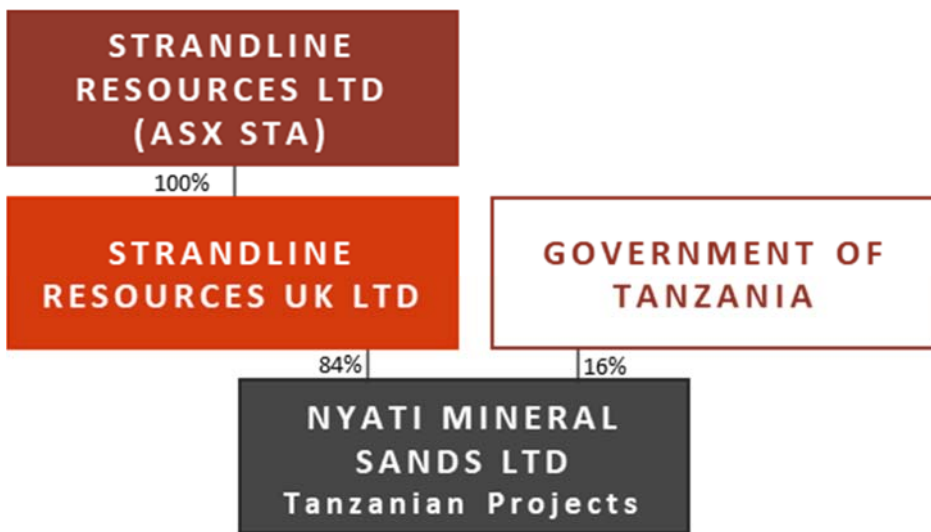 STRANDLINE
RESOURCES LTD
(ASX STA)
100%
STRANDLINE
RESOURCES UK LTD
GOVERNMENT OF
TANZANIA
84%
16%
NYATI MINERAL
SANDS LTD
Tanzanian Projects